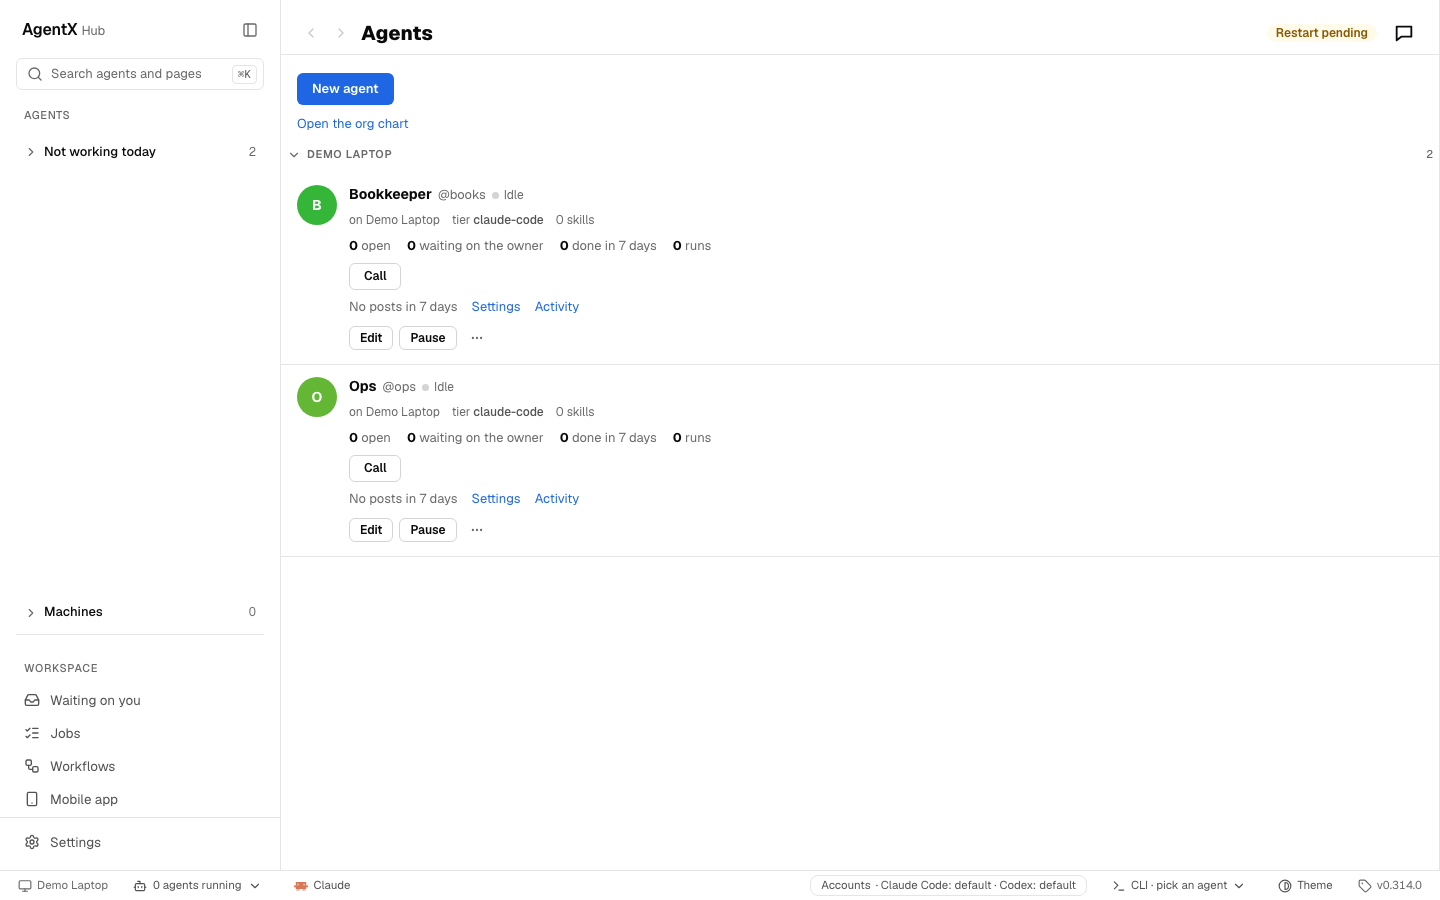 AgentX Hub
Search agents and pages ⌘K
AGENTS
Not working today 2
Machines 0
WORKSPACE
Waiting on you
Jobs
Workflows
Mobile app
Settings
Agents
Restart pending
New agent
Open the org chart
DEMO LAPTOP 2
B
Bookkeeper @books Idle
on Demo Laptop tier claude-code 0 skills
0 open 0 waiting on the owner 0 done in 7 days 0 runs
Call
No posts in 7 days Settings Activity
Edit Pause ···
O
Ops @ops Idle
on Demo Laptop tier claude-code 0 skills
0 open 0 waiting on the owner 0 done in 7 days 0 runs
Call
No posts in 7 days Settings Activity
Edit Pause ···
Demo Laptop 0 agents running Claude Accounts · Claude Code: default · Codex: default CLI · pick an agent Theme v0.314.0